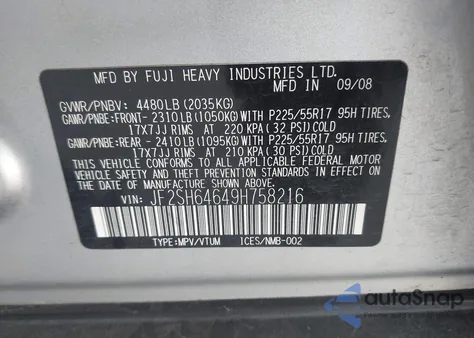 MFD BY FUJI HEAVY INDUSTRIES LTD.
MFD IN 09/08
GVWR/PNBV: 4480LB(2035KG)
GAWR/PNBE:FRONT- 2310LB(1050KG)WITH P225/55R17 95H TIRES,
17X7JJ RIMS AT 220 KPA(32 PSI)COLD
GAWR/PNBE:REAR - 2410LB(1095KG)WITH P225/55R17 95H TIRES,
17X7JJ RIMS AT 210 KPA(30 PSI)COLD
THIS VEHICLE CONFORMS TO ALL APPLICABLE FEDERAL MOTOR
VEHICLE SAFETY AND THEFT PREVENTION STANDARDS IN EFFECT
ON THE DATE OF MANUFACTURE SHOWN ABOVE.
VIN: JF2SH64649H758216
TYPE:MPV/VTUM ICES/NMB-002
autoSnap